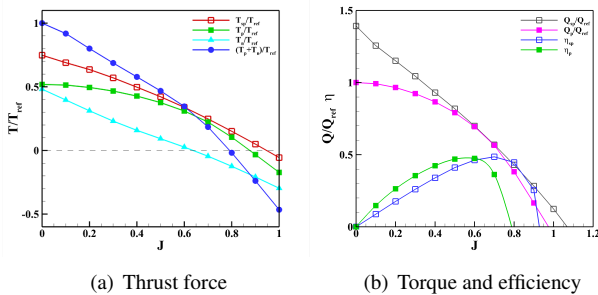 T_sp/T_ref
T_p/T_ref
T_n/T_ref
(T_p+T_n)/T_ref
T/T_ref
1
0.5
0
-0.5
0 0.2 0.4 0.6 0.8 1
J
(a) Thrust force
Q_sp/Q_ref
Q_p/Q_ref
η_sp
η_p
Q/Q_ref η
1.5
1
0.5
0
0 0.2 0.4 0.6 0.8 1 1.2
J
(b) Torque and efficiency